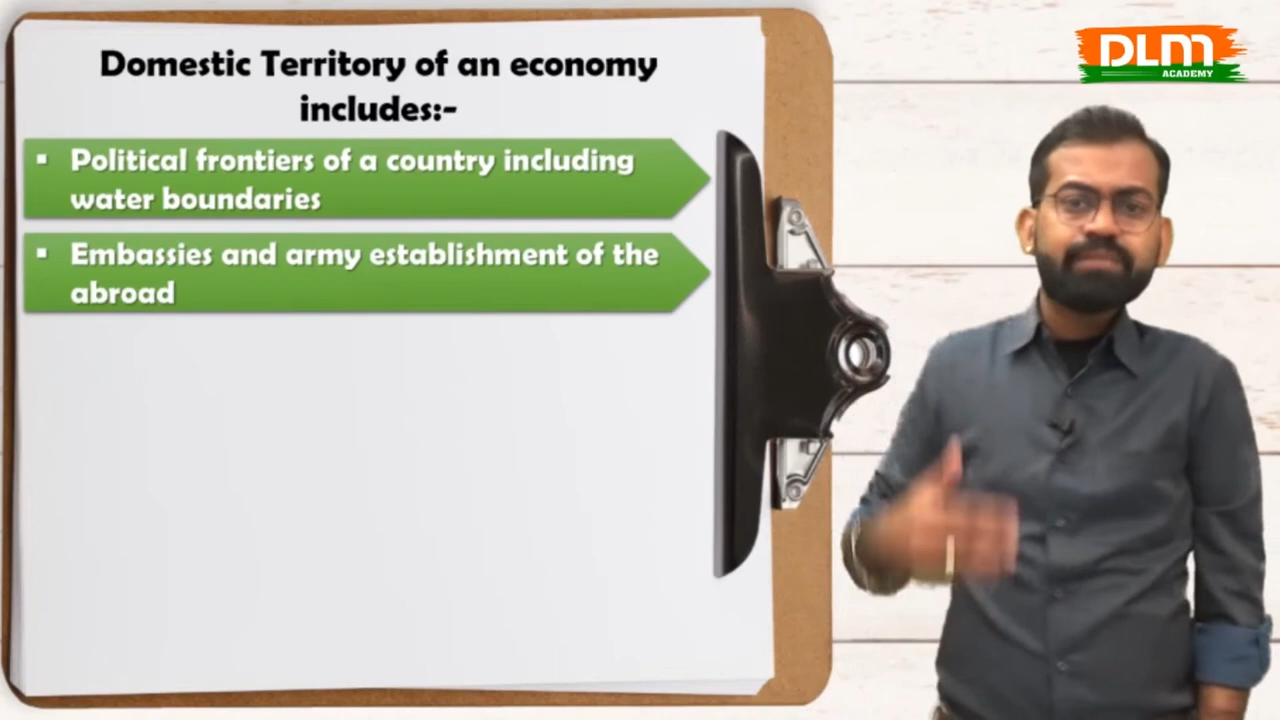 Domestic Territory of an economy
includes:-
▪ Political frontiers of a country including
water boundaries
▪ Embassies and army establishment of the
abroad
DLM
ACADEMY